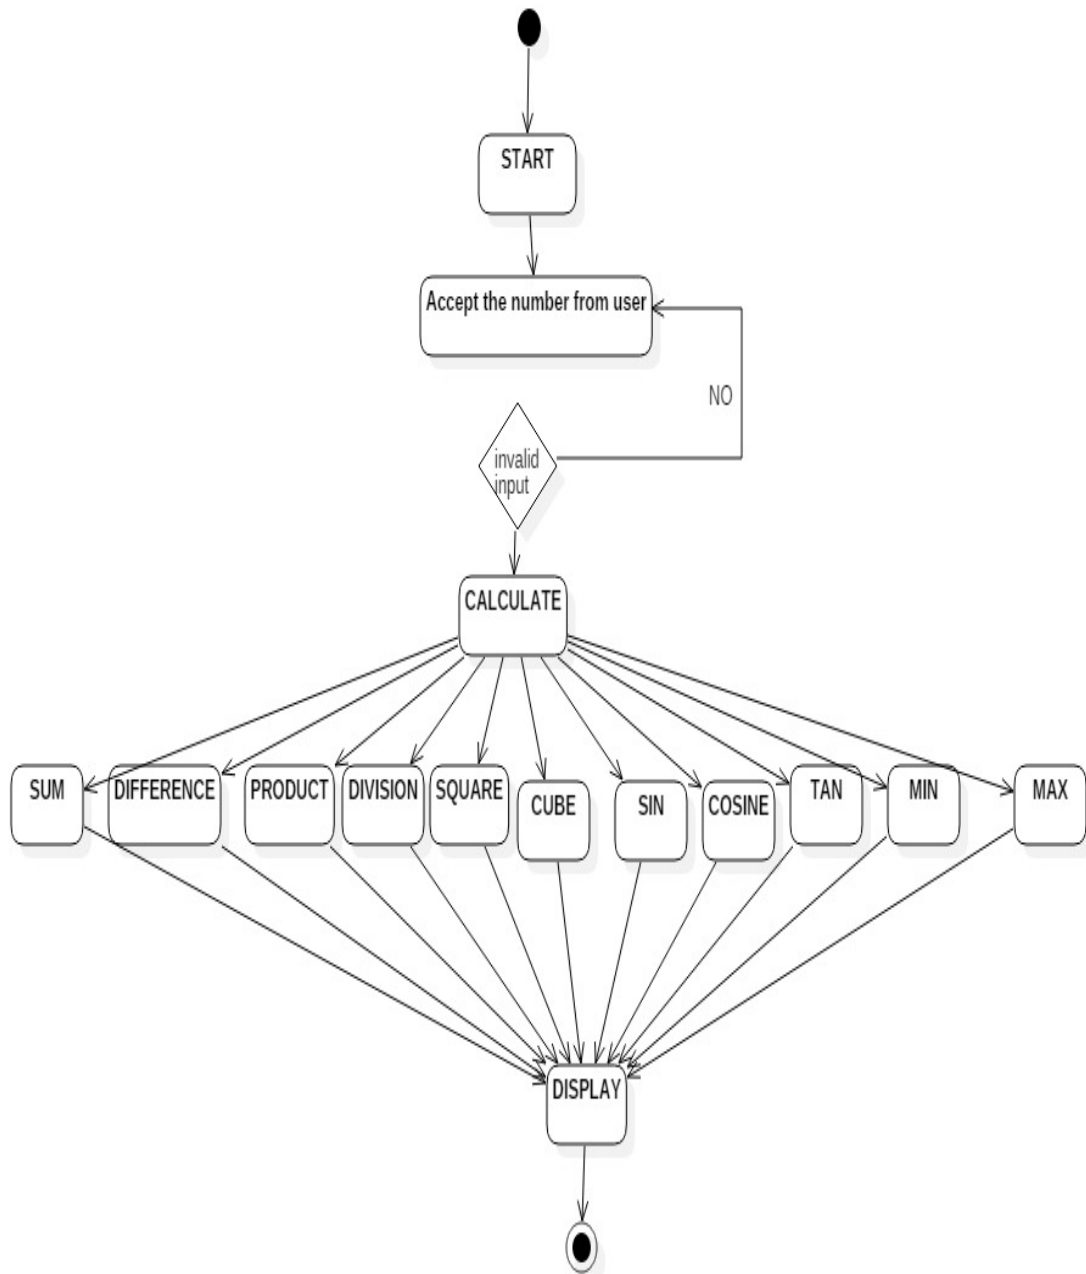 START
Accept the number from user
NO
invalid
input
CALCULATE
SUM
DIFFERENCE
PRODUCT
DIVISION
SQUARE
CUBE
SIN
COSINE
TAN
MIN
MAX
DISPLAY